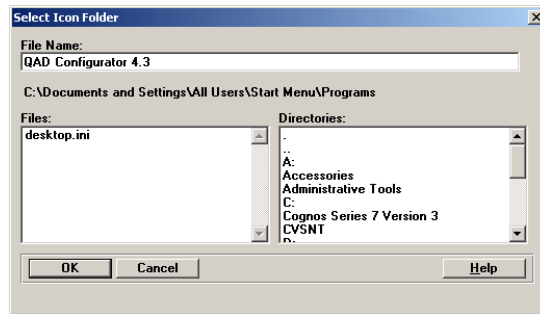 Select Icon Folder
File Name:
QAD Configurator 4.3
C:\Documents and Settings\All Users\Start Menu\Programs
Files:
desktop.ini
Directories:
.
..
A:
Accessories
Administrative Tools
C:
Cognos Series 7 Version 3
CVSNT
D:
OK
Cancel
Help